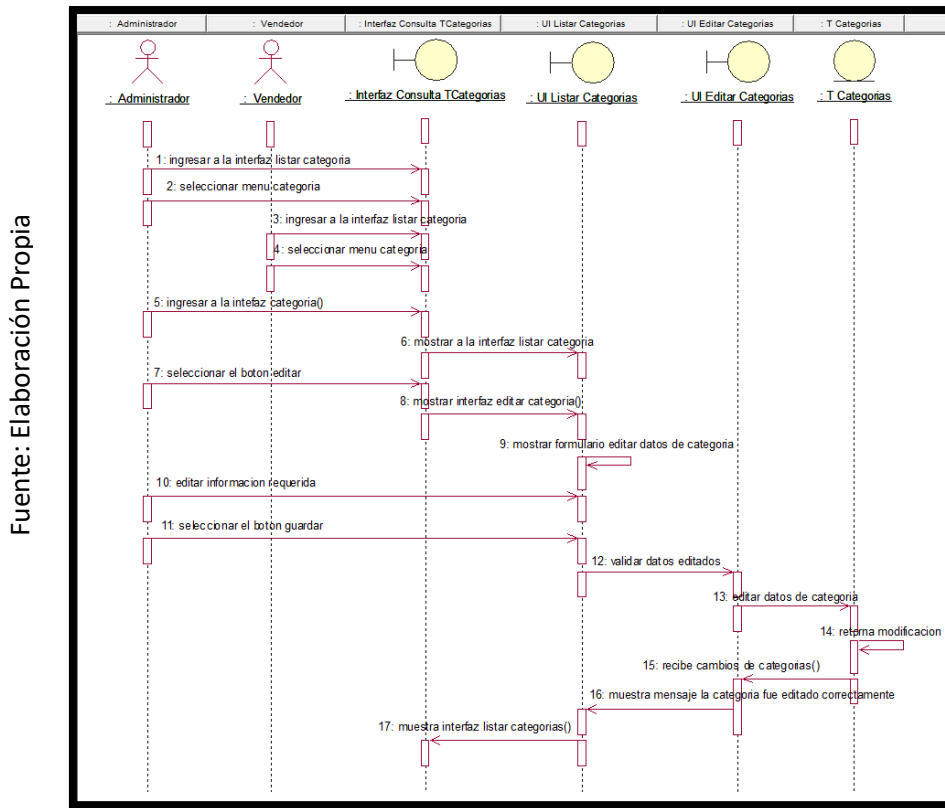 : Administrador : Vendedor : Interfaz Consulta TCategorias : UI Listar Categorias : UI Editar Categorias : T Categorias
: Administrador : Vendedor : Interfaz Consulta TCategorias : UI Listar Categorias : UI Editar Categorias : T Categorias
1: ingresar a la interfaz listar categoria
2: seleccionar menu categoria
3: ingresar a la interfaz listar categoria
4: seleccionar menu categoria
5: ingresar a la intefaz categoria()
6: mostrar a la interfaz listar categoria
7: seleccionar el boton editar
8: mostrar interfaz editar categoria()
9: mostrar formulario editar datos de categoria
10: editar informacion requerida
11: seleccionar el boton guardar
12: validar datos editados
13: editar datos de categoria
14: retorna modificacion
15: recibe cambios de categorias()
16: muestra mensaje la categoria fue editado correctamente
17: muestra interfaz listar categorias()
Fuente: Elaboración Propia